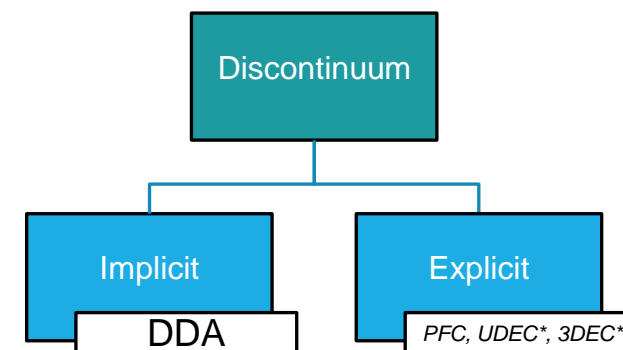 Discontinuum
Implicit
Explicit
DDA
PFC, UDEC*, 3DEC*